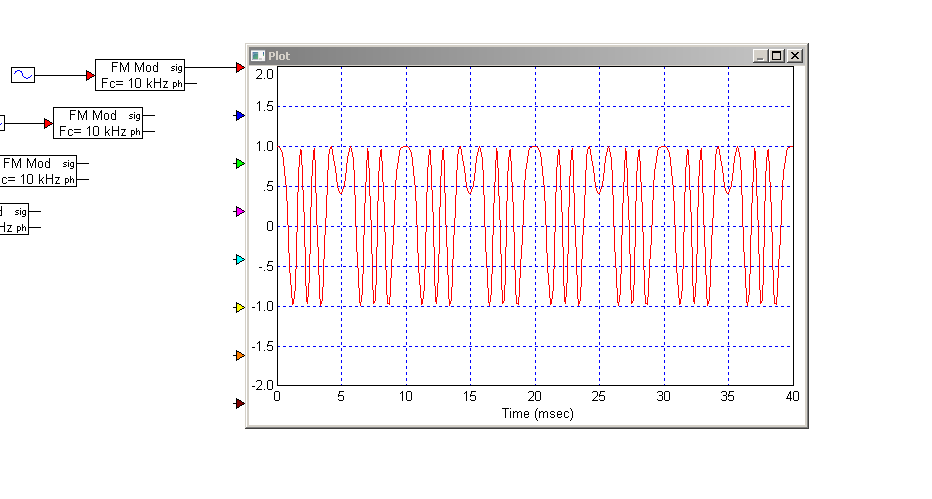 Plot
FM Mod sig
Fc= 10 kHz ph
FM Mod sig
Fc= 10 kHz ph
FM Mod sig
c= 10 kHz ph
d sig
Hz ph
2.0
1.5
1.0
.5
0
-.5
-1.0
-1.5
-2.0
0 5 10 15 20 25 30 35 40
Time (msec)